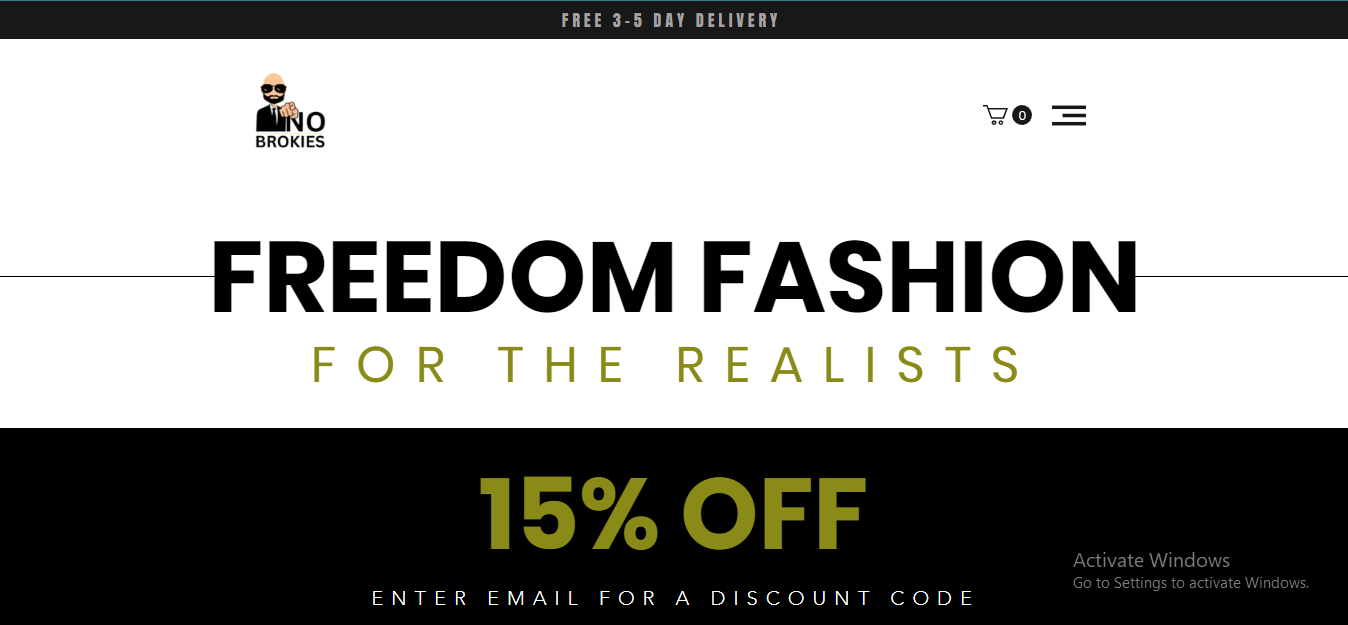 FREE 3-5 DAY DELIVERY
NO
BROKIES
0
FREEDOM FASHION
FOR THE REALISTS
15% OFF
Activate Windows
Go to Settings to activate Windows.
ENTER EMAIL FOR A DISCOUNT CODE